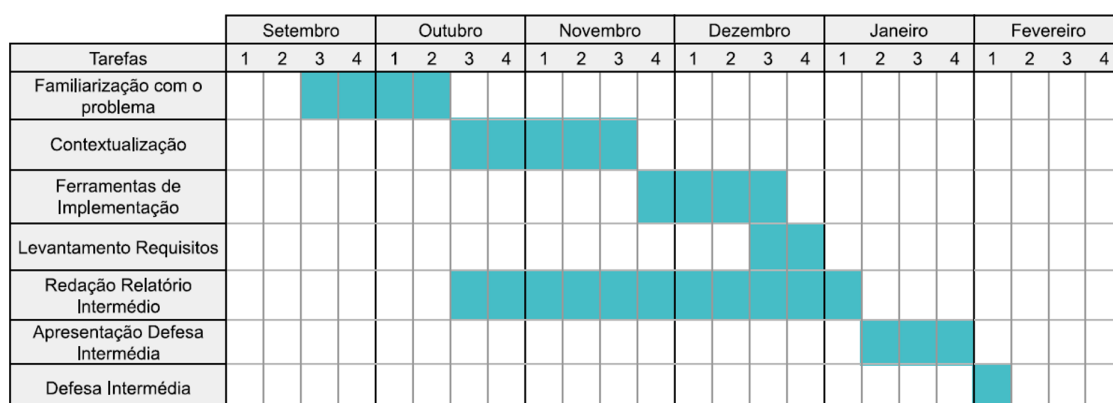 Setembro Outubro Novembro Dezembro Janeiro Fevereiro
Tarefas 1 2 3 4 1 2 3 4 1 2 3 4 1 2 3 4 1 2 3 4 1 2 3 4
Familiarização com o
problema
Contextualização
Ferramentas de
Implementação
Levantamento Requisitos
Redação Relatório
Intermédio
Apresentação Defesa
Intermédia
Defesa Intermédia